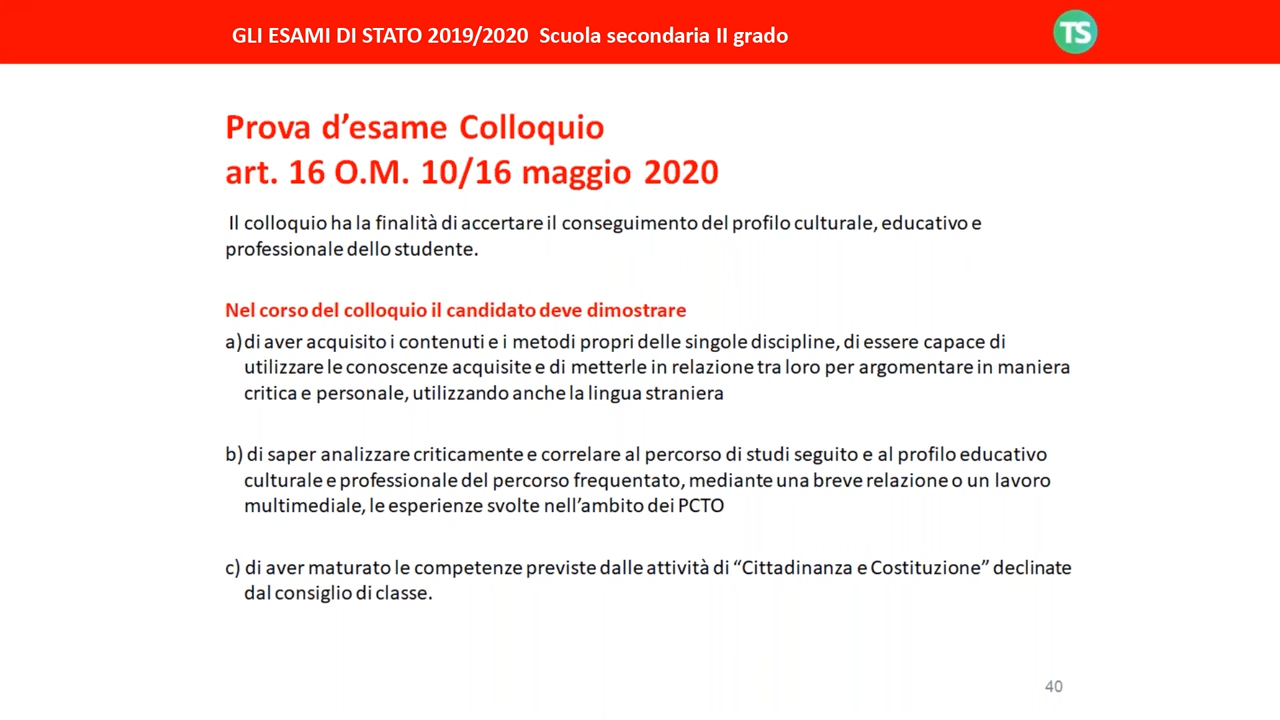 GLI ESAMI DI STATO 2019/2020 Scuola secondaria II grado
TS
Prova d’esame Colloquio
art. 16 O.M. 10/16 maggio 2020
Il colloquio ha la finalità di accertare il conseguimento del profilo culturale, educativo e
professionale dello studente.
Nel corso del colloquio il candidato deve dimostrare
a) di aver acquisito i contenuti e i metodi propri delle singole discipline, di essere capace di
utilizzare le conoscenze acquisite e di metterle in relazione tra loro per argomentare in maniera
critica e personale, utilizzando anche la lingua straniera
b) di saper analizzare criticamente e correlare al percorso di studi seguito e al profilo educativo
culturale e professionale del percorso frequentato, mediante una breve relazione o un lavoro
multimediale, le esperienze svolte nell’ambito dei PCTO
c) di aver maturato le competenze previste dalle attività di “Cittadinanza e Costituzione” declinate
dal consiglio di classe.
40